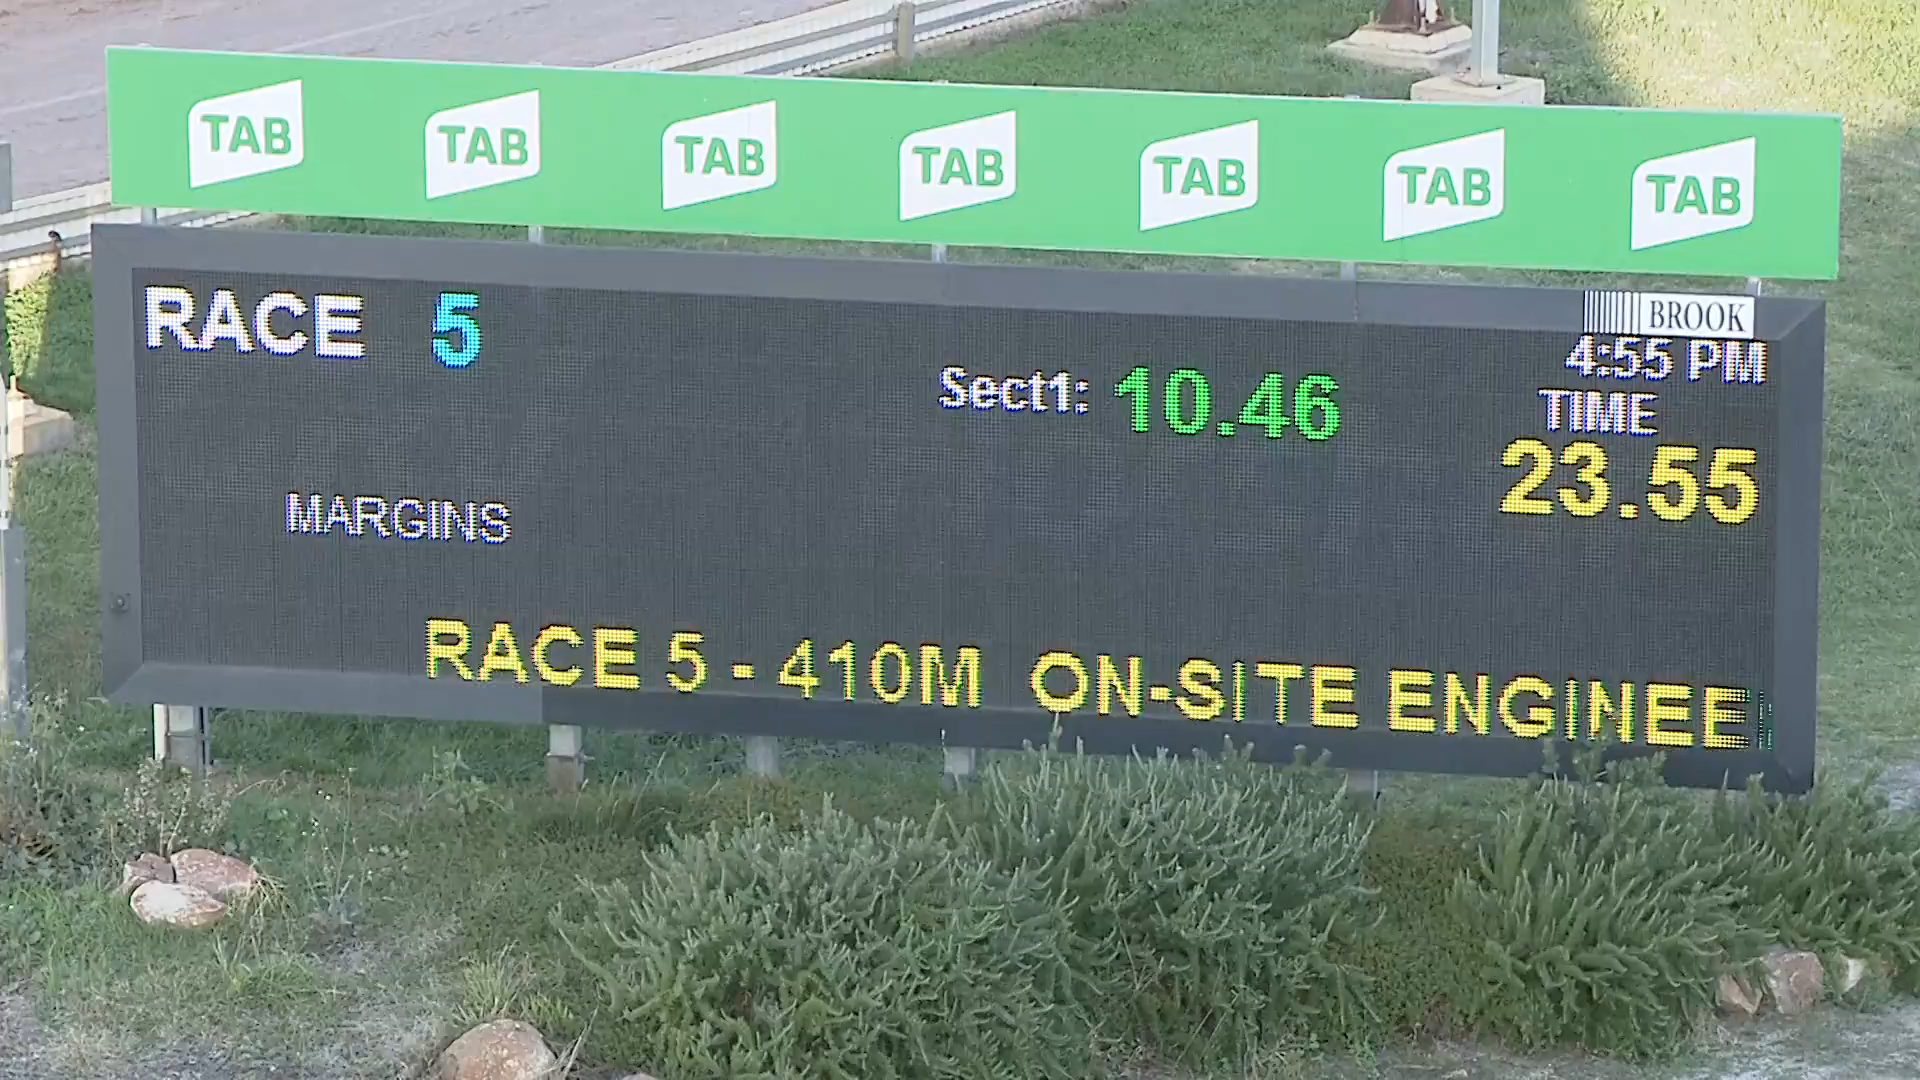 TAB TAB TAB TAB TAB TAB TAB
BROOK
RACE 5
4:55 PM
Sect1: 10.46
TIME
23.55
MARGINS
RACE 5 - 410M ON-SITE ENGINEE